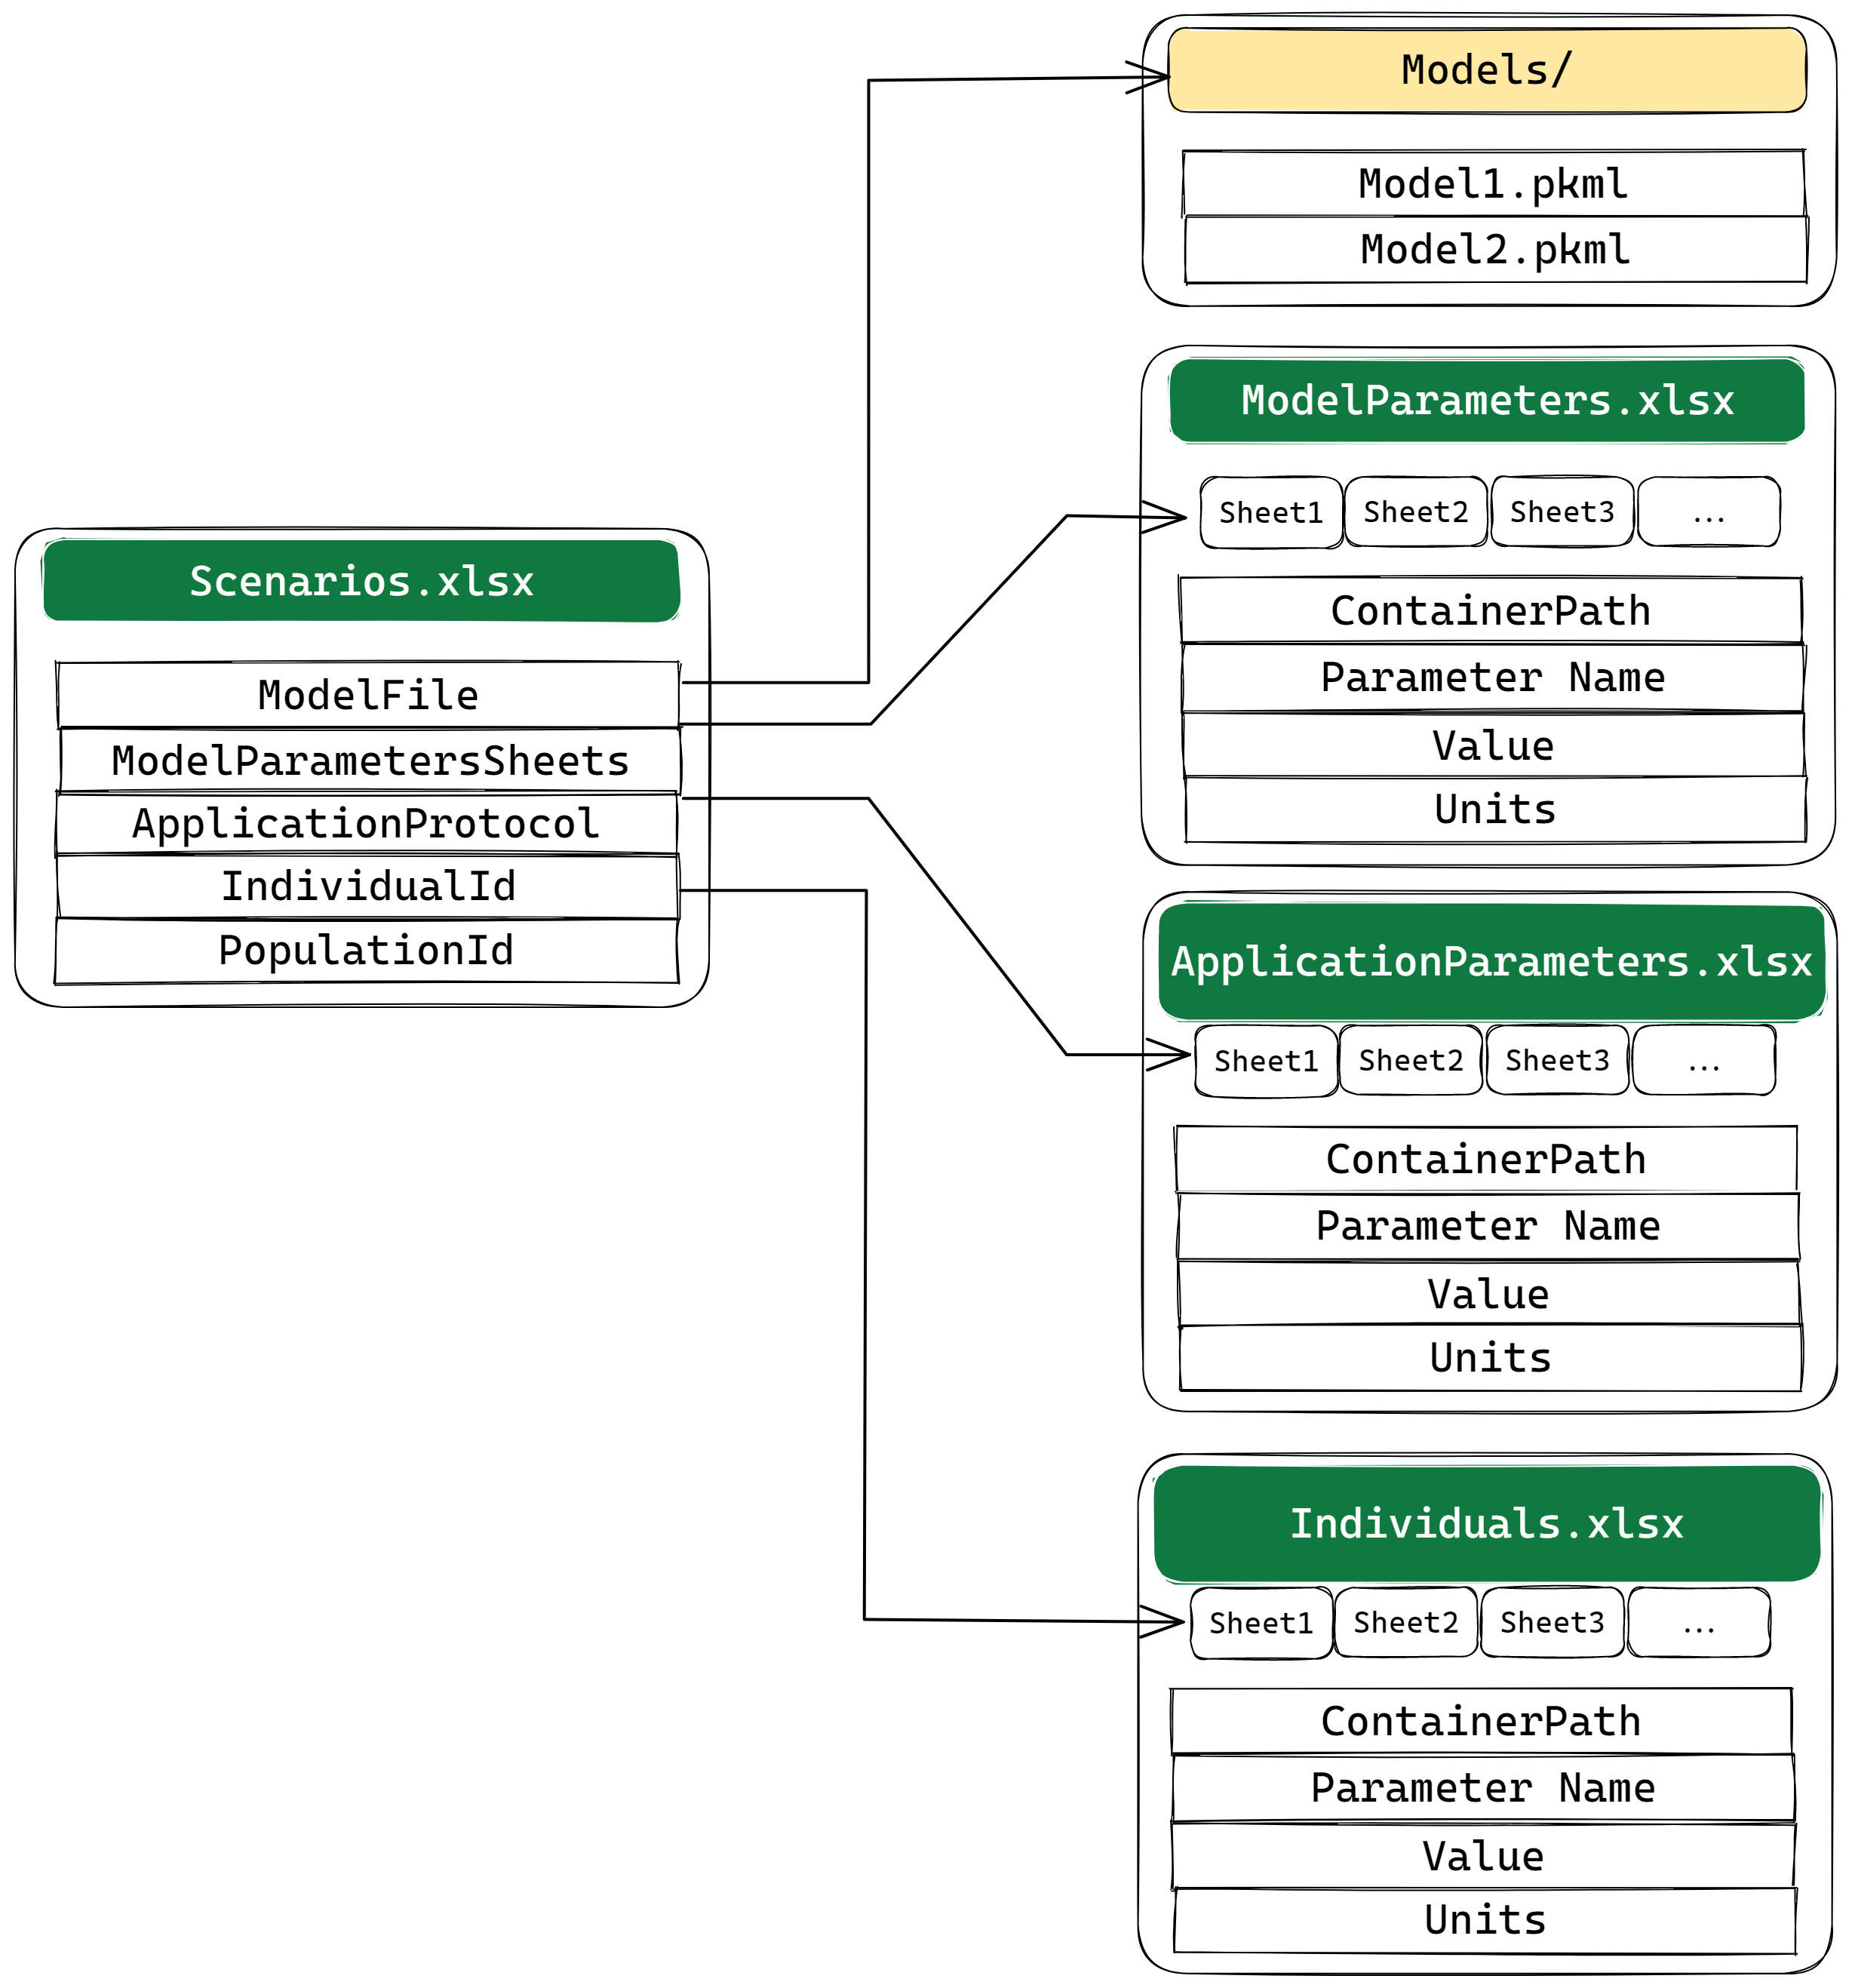 Scenarios.xlsx
ModelFile
ModelParametersSheets
ApplicationProtocol
IndividualId
PopulationId
Models/
Model1.pkml
Model2.pkml
ModelParameters.xlsx
Sheet1 Sheet2 Sheet3 ...
ContainerPath
Parameter Name
Value
Units
ApplicationParameters.xlsx
Sheet1 Sheet2 Sheet3 ...
ContainerPath
Parameter Name
Value
Units
Individuals.xlsx
Sheet1 Sheet2 Sheet3 ...
ContainerPath
Parameter Name
Value
Units